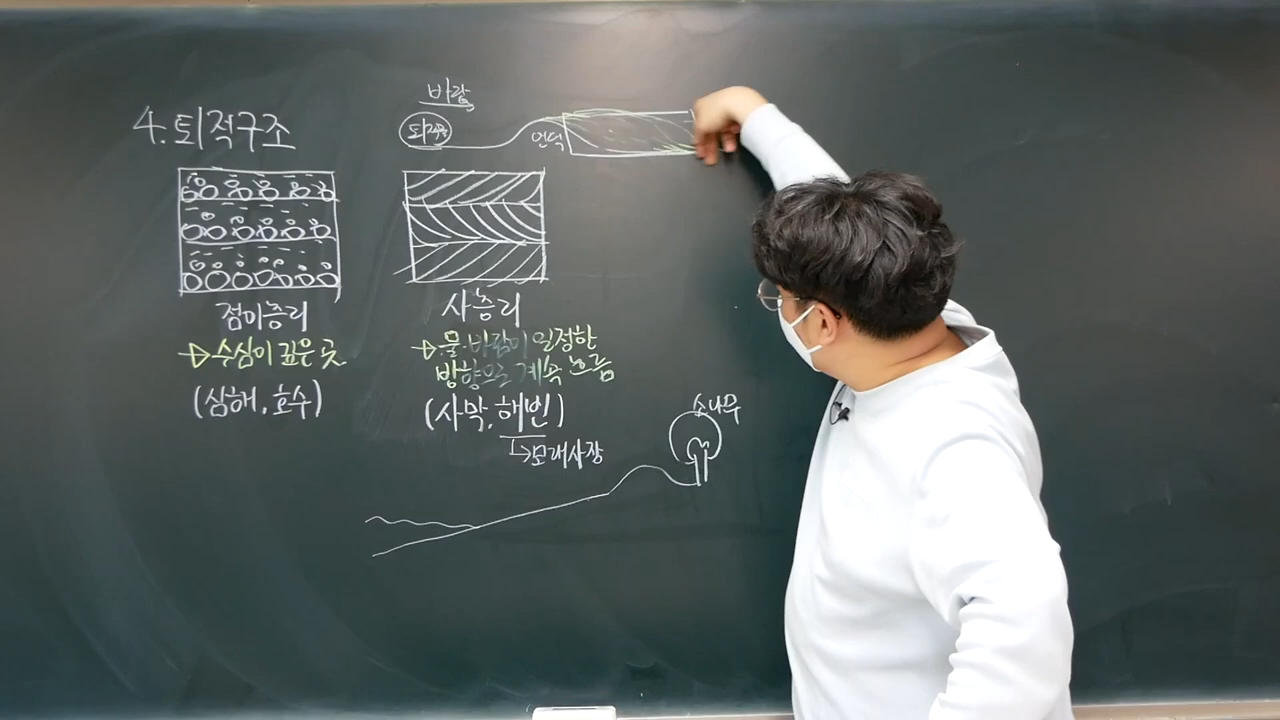 4. 퇴적구조
바람
퇴적물
언덕
점이층리
→수심이 깊은 곳
(심해, 호수)
사층리
→물·바람이 일정한
방향으로 계속 흐름
(사막, 해빈)
↳모래사장
소나무